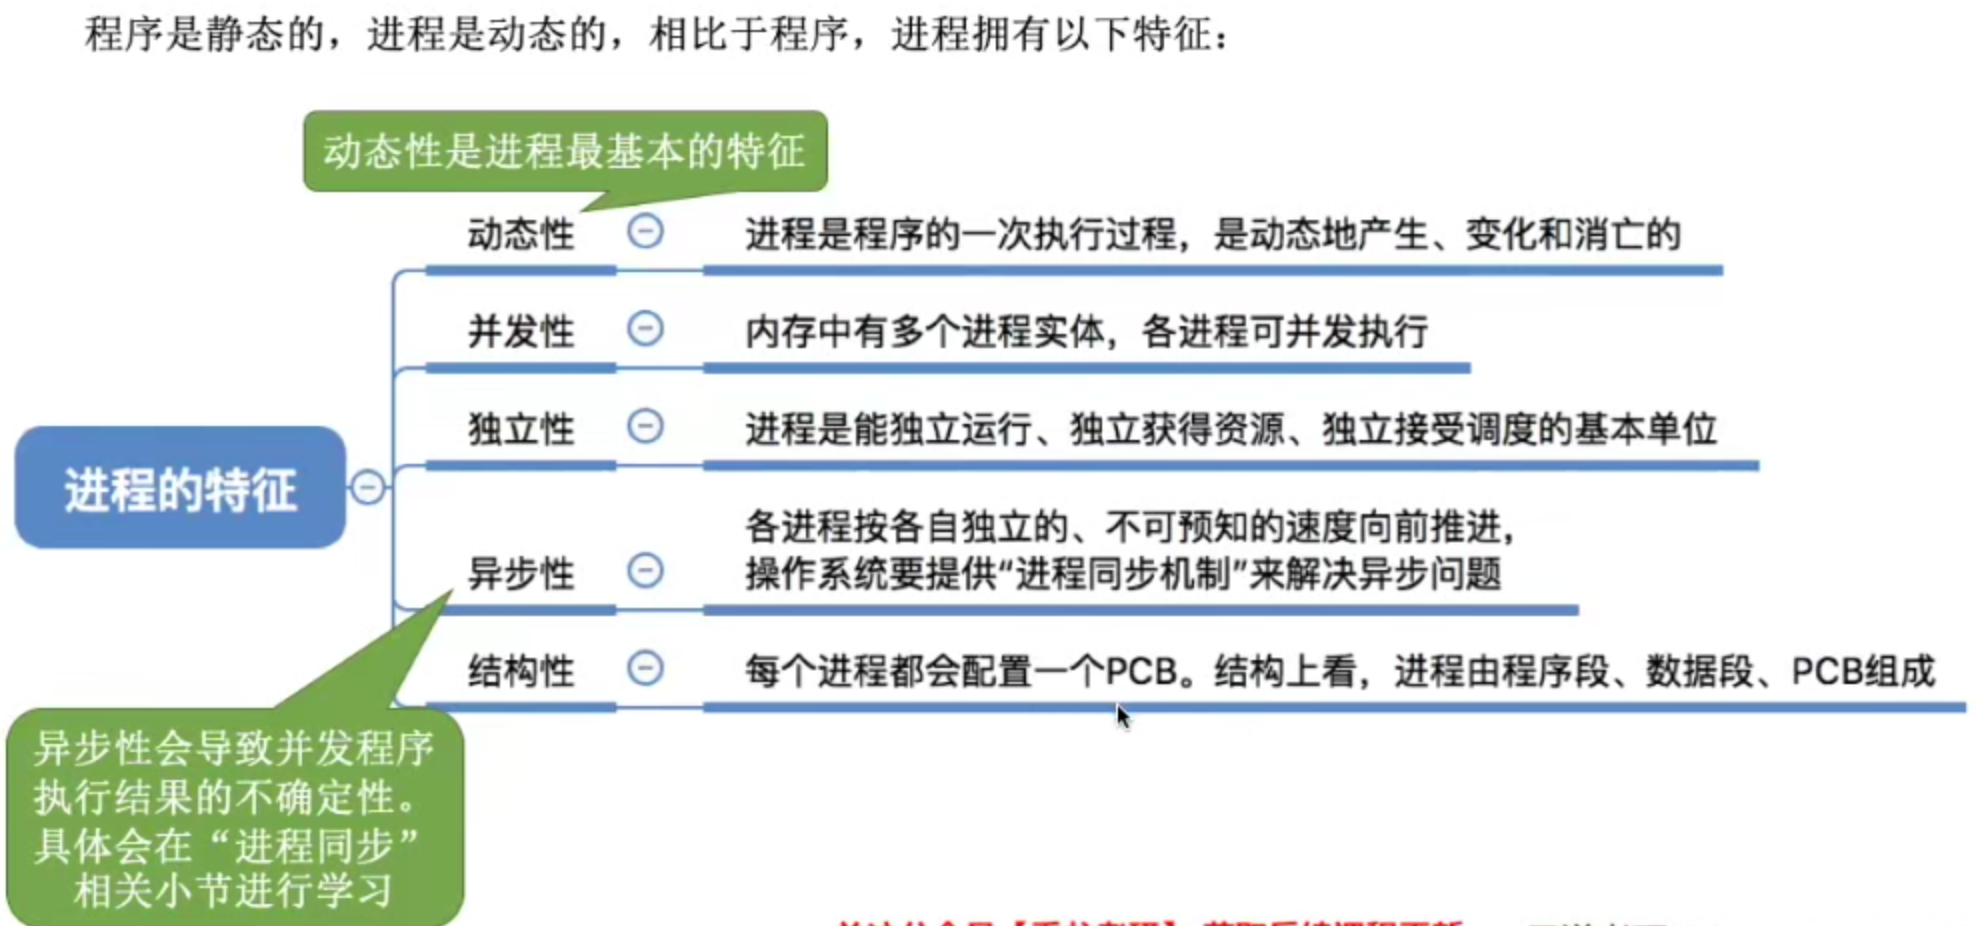 程序是静态的，进程是动态的，相比于程序，进程拥有以下特征：
动态性是进程最基本的特征
动态性
进程是程序的一次执行过程，是动态地产生、变化和消亡的
并发性
内存中有多个进程实体，各进程可并发执行
独立性
进程是能独立运行、独立获得资源、独立接受调度的基本单位
进程的特征
异步性
各进程按各自独立的、不可预知的速度向前推进，
操作系统要提供“进程同步机制”来解决异步问题
结构性
每个进程都会配置一个PCB。结构上看，进程由程序段、数据段、PCB组成
异步性会导致并发程序
执行结果的不确定性。
具体会在“进程同步”
相关小节进行学习